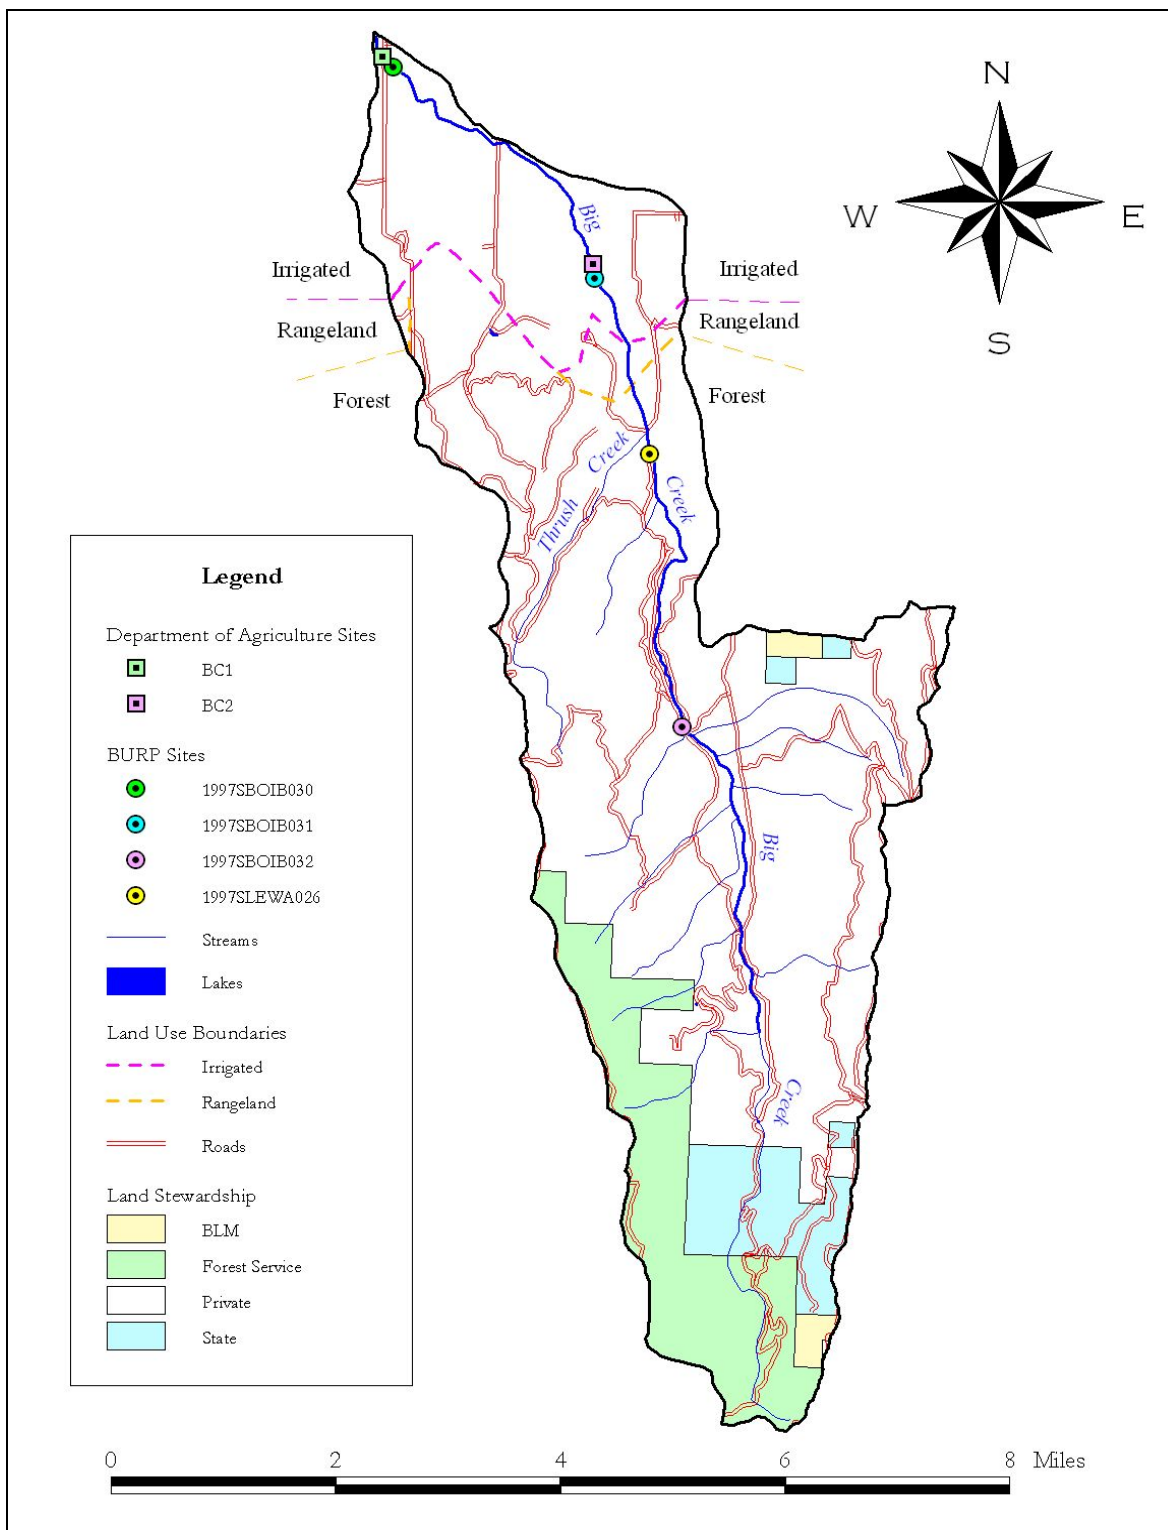 N
W
E
S
Big
Irrigated
Irrigated
Rangeland
Rangeland
Forest
Forest
Thrush Creek
Creek
Big
Creek
Legend
Department of Agriculture Sites
BC1
BC2
BURP Sites
1997SBOIB030
1997SBOIB031
1997SBOIB032
1997SLEWA026
Streams
Lakes
Land Use Boundaries
Irrigated
Rangeland
Roads
Land Stewardship
BLM
Forest Service
Private
State
0 2 4 6 8 Miles